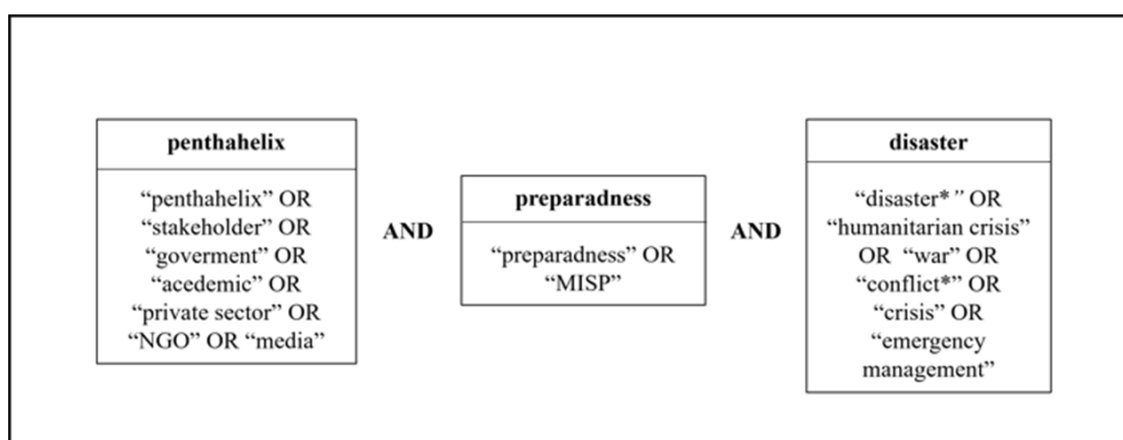 penthahelix
“penthahelix” OR
“stakeholder” OR
“goverment” OR
“acedemic” OR
“private sector” OR
“NGO” OR “media”
AND
preparadness
“preparadness” OR
“MISP”
AND
disaster
“disaster*” OR
“humanitarian crisis”
OR “war” OR
“conflict*” OR
“crisis” OR
“emergency
management”